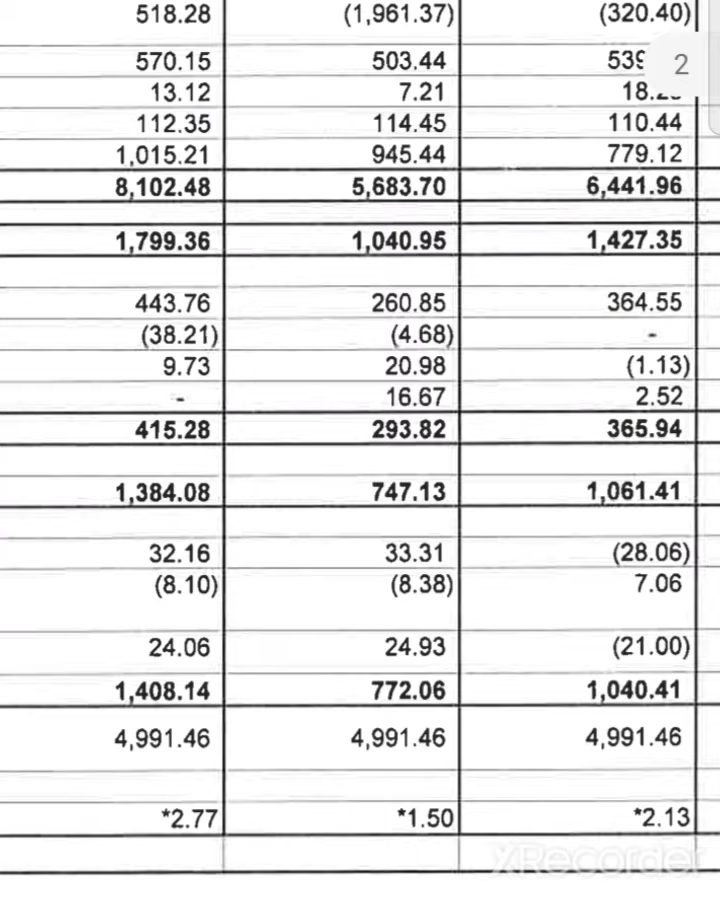 518.28 (1,961.37) (320.40)
570.15 503.44 2
13.12 7.21
112.35 114.45 110.44
1,015.21 945.44 779.12
8,102.48 5,683.70 6,441.96
1,799.36 1,040.95 1,427.35
443.76 260.85 364.55
(38.21) (4.68) -
9.73 20.98 (1.13)
- 16.67 2.52
415.28 293.82 365.94
1,384.08 747.13 1,061.41
32.16 33.31 (28.06)
(8.10) (8.38) 7.06
24.06 24.93 (21.00)
1,408.14 772.06 1,040.41
4,991.46 4,991.46 4,991.46
*2.77 *1.50 *2.13
XRecorder